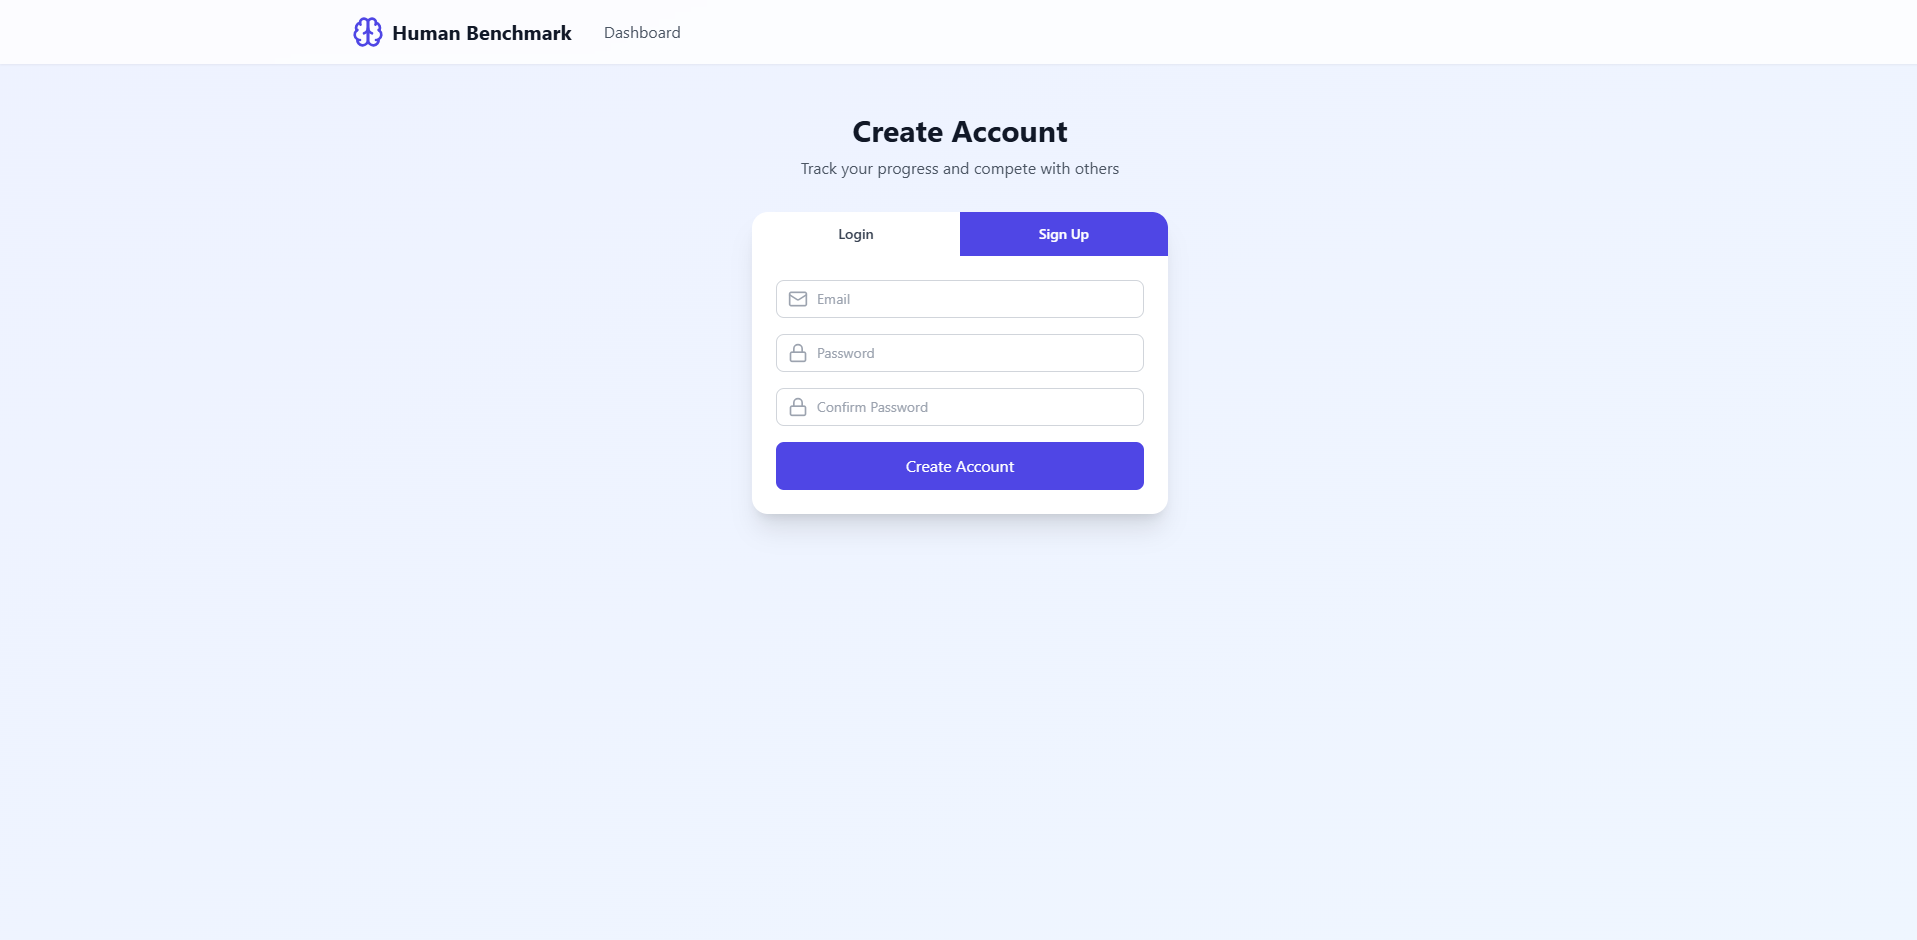 Human Benchmark
Dashboard
Create Account
Track your progress and compete with others
Login
Sign Up
Email
Password
Confirm Password
Create Account